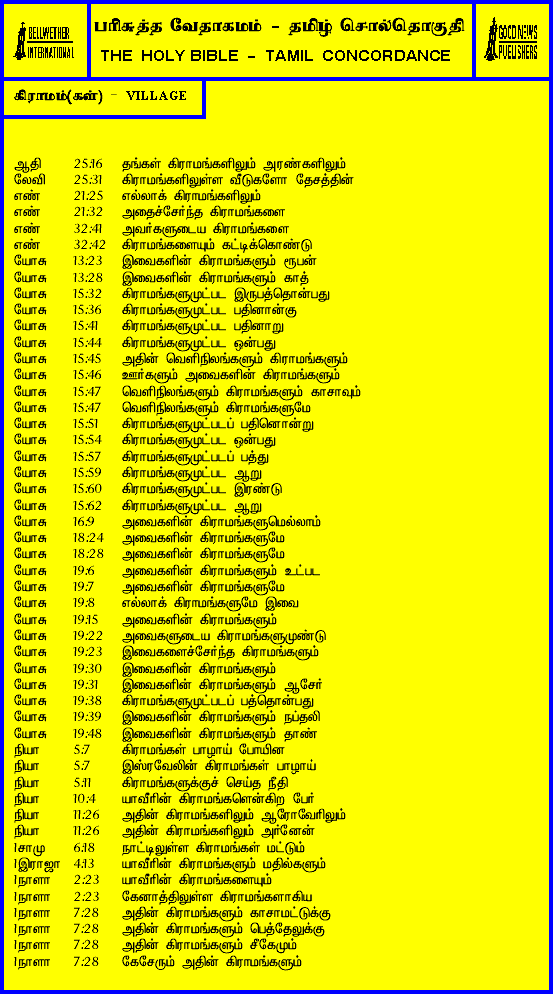 BELLWETHER
INTERNATIONAL
பரிசுத்த வேதாகமம் - தமிழ் சொல்தொகுதி
THE HOLY BIBLE - TAMIL CONCORDANCE
GOOD NEWS
PUBLISHERS
கிராமம்(கள்) - VILLAGE
ஆதி 25:16 தங்கள் கிராமங்களிலும் அரண்களிலும்
லேவி 25:31 கிராமங்களிலுள்ள வீடுகளோ தேசத்தின்
எண் 21:25 எல்லாக் கிராமங்களிலும்
எண் 21:32 அதைச்சேர்ந்த கிராமங்களை
எண் 32:41 அவர்களுடைய கிராமங்களை
எண் 32:42 கிராமங்களையும் கட்டிக்கொண்டு
யோசு 13:23 இவைகளின் கிராமங்களும் ரூபன்
யோசு 13:28 இவைகளின் கிராமங்களும் காத்
யோசு 15:32 கிராமங்களுமுட்பட இருபத்தொன்பது
யோசு 15:36 கிராமங்களுமுட்பட பதினான்கு
யோசு 15:41 கிராமங்களுமுட்பட பதினாறு
யோசு 15:44 கிராமங்களுமுட்பட ஒன்பது
யோசு 15:45 அதின் வெளிநிலங்களும் கிராமங்களும்
யோசு 15:46 ஊர்களும் அவைகளின் கிராமங்களும்
யோசு 15:47 வெளிநிலங்களும் கிராமங்களும் காசாவும்
யோசு 15:47 வெளிநிலங்களும் கிராமங்களுமே
யோசு 15:51 கிராமங்களுமுட்படப் பதினொன்று
யோசு 15:54 கிராமங்களுமுட்பட ஒன்பது
யோசு 15:57 கிராமங்களுமுட்படப் பத்து
யோசு 15:59 கிராமங்களுமுட்பட ஆறு
யோசு 15:60 கிராமங்களுமுட்பட இரண்டு
யோசு 15:62 கிராமங்களுமுட்பட ஆறு
யோசு 16:9 அவைகளின் கிராமங்களுமெல்லாம்
யோசு 18:24 அவைகளின் கிராமங்களுமே
யோசு 18:28 அவைகளின் கிராமங்களுமே
யோசு 19:6 அவைகளின் கிராமங்களும் உட்பட
யோசு 19:7 அவைகளின் கிராமங்களுமே
யோசு 19:8 எல்லாக் கிராமங்களுமே இவை
யோசு 19:15 அவைகளின் கிராமங்களும்
யோசு 19:22 அவைகளுடைய கிராமங்களுமுண்டு
யோசு 19:23 இவைகளைச்சேர்ந்த கிராமங்களும்
யோசு 19:30 இவைகளின் கிராமங்களும்
யோசு 19:31 இவைகளின் கிராமங்களும் ஆசேர்
யோசு 19:38 கிராமங்களுமுட்படப் பத்தொன்பது
யோசு 19:39 இவைகளின் கிராமங்களும் நப்தலி
யோசு 19:48 இவைகளின் கிராமங்களும் தாண்
நியா 5:7 கிராமங்கள் பாழாய் போயின
நியா 5:7 இஸ்ரவேலின் கிராமங்கள் பாழாய்
நியா 5:11 கிராமங்களுக்குச் செய்த நீதி
நியா 10:4 யாவீரின் கிராமங்களென்கிற பேர்
நியா 11:26 அதின் கிராமங்களிலும் ஆரோவேரிலும்
நியா 11:26 அதின் கிராமங்களிலும் அர்னேன்
1சாமு 6:18 நாட்டிலுள்ள கிராமங்கள் மட்டும்
1இராஜா 4:13 யாவீரின் கிராமங்களும் மதில்களும்
1நாளா 2:23 யாவீரின் கிராமங்களையும்
1நாளா 2:23 கேனாத்திலுள்ள கிராமங்களாகிய
1நாளா 7:28 அதின் கிராமங்களும் காசாமட்டுக்கு
1நாளா 7:28 அதின் கிராமங்களும் பெத்தேலுக்கு
1நாளா 7:28 அதின் கிராமங்களும் சீகேமும்
1நாளா 7:28 கேசேரும் அதின் கிராமங்களும்